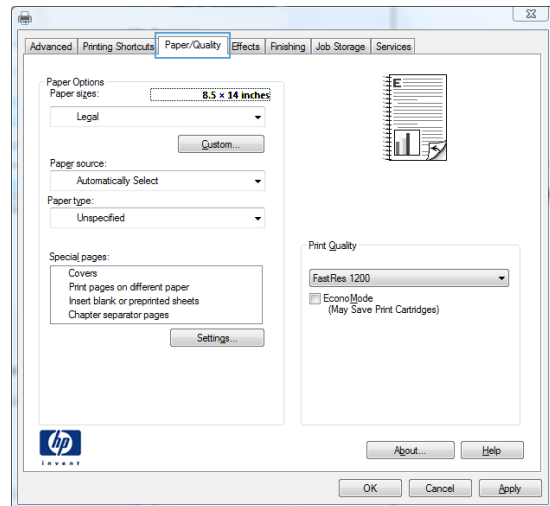 Advanced Printing Shortcuts Paper/Quality Effects Finishing Job Storage Services
Paper Options
Paper sizes: 8.5 × 14 inches
Legal
Custom...
Paper source:
Automatically Select
Paper type:
Unspecified
Special pages:
Covers
Print pages on different paper
Insert blank or preprinted sheets
Chapter separator pages
Settings...
E
Print Quality
FastRes 1200
EconoMode
(May Save Print Cartridges)
hp
invent
About... Help
OK Cancel Apply